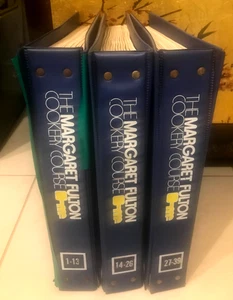 THE MARGARET FULTON
COOKERY COURSE
1-13
THE MARGARET FULTON
COOKERY COURSE
14-26
THE MARGARET FULTON
COOKERY COURSE
27-39